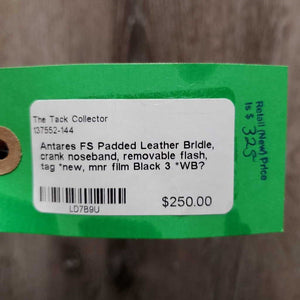 The Tack Collector
137552-144
Antares FS Padded Leather Bridle,
crank noseband, removable flash,
tag *new, mnr film Black 3 *WB?
LD789U
$250.00
Retail (New) Price
is $ 325